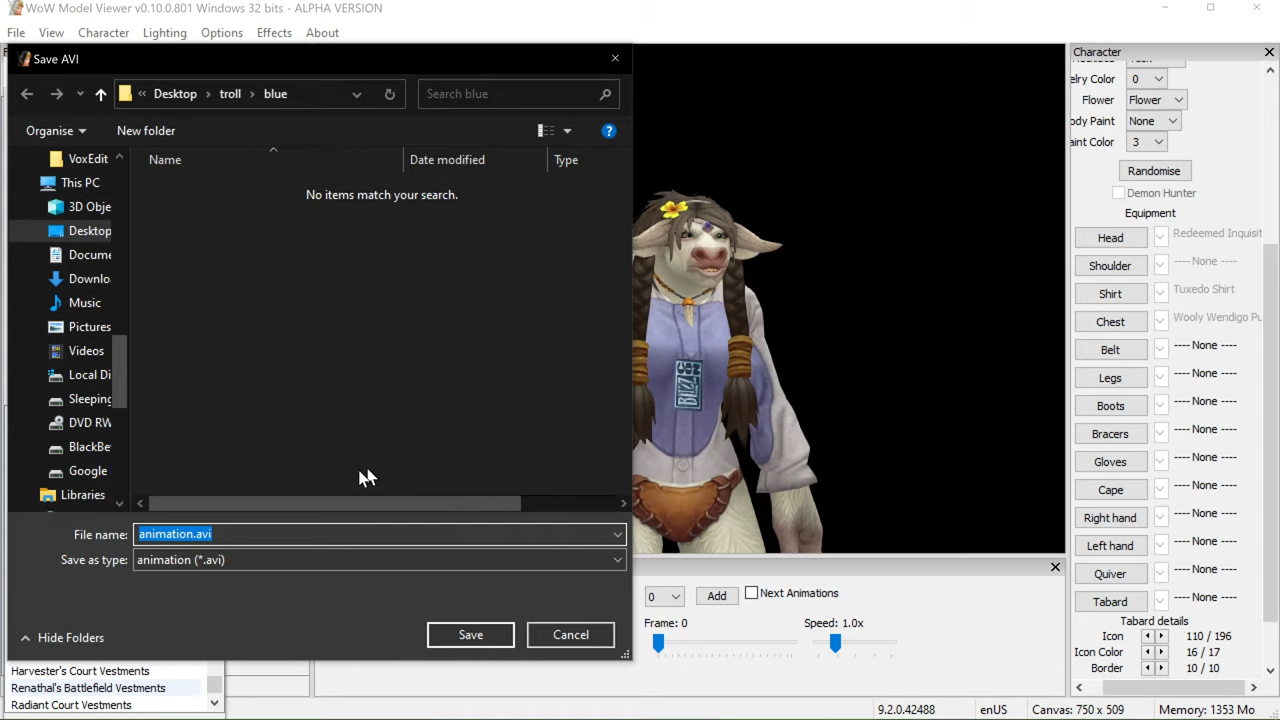 WoW Model Viewer v0.10.0.801 Windows 32 bits - ALPHA VERSION
File View Character Lighting Options Effects About
Save AVI
Desktop troll blue
Search blue
Organise New folder
VoxEdit
This PC
3D Obje
Desktop
Docume
Downlo
Music
Pictures
Videos
Local Di
Sleeping
DVD RW
BlackBe
Google
Libraries
Name Date modified Type
No items match your search.
File name: animation.avi
Save as type: animation (*.avi)
Hide Folders
Save Cancel
Harvester's Court Vestments
Renathal's Battlefield Vestments
Radiant Court Vestments
BLIZZ
CON
0 Add Next Animations
Frame: 0 Speed: 1.0x
Character
elry Color 0
Flower Flower
ody Paint None
aint Color 3
Randomise
Demon Hunter
Equipment
Head Redeemed Inquisit
Shoulder ---- None ----
Shirt Tuxedo Shirt
Chest Wooly Wendigo Pu
Belt ---- None ----
Legs ---- None ----
Boots ---- None ----
Bracers ---- None ----
Gloves ---- None ----
Cape ---- None ----
Right hand ---- None ----
Left hand ---- None ----
Quiver ---- None ----
Tabard ---- None ----
Tabard details
Icon 110 / 196
Icon Color 16 / 17
Border 10 / 10
9.2.0.42488 enUS Canvas: 750 x 509 Memory: 1353 Mo